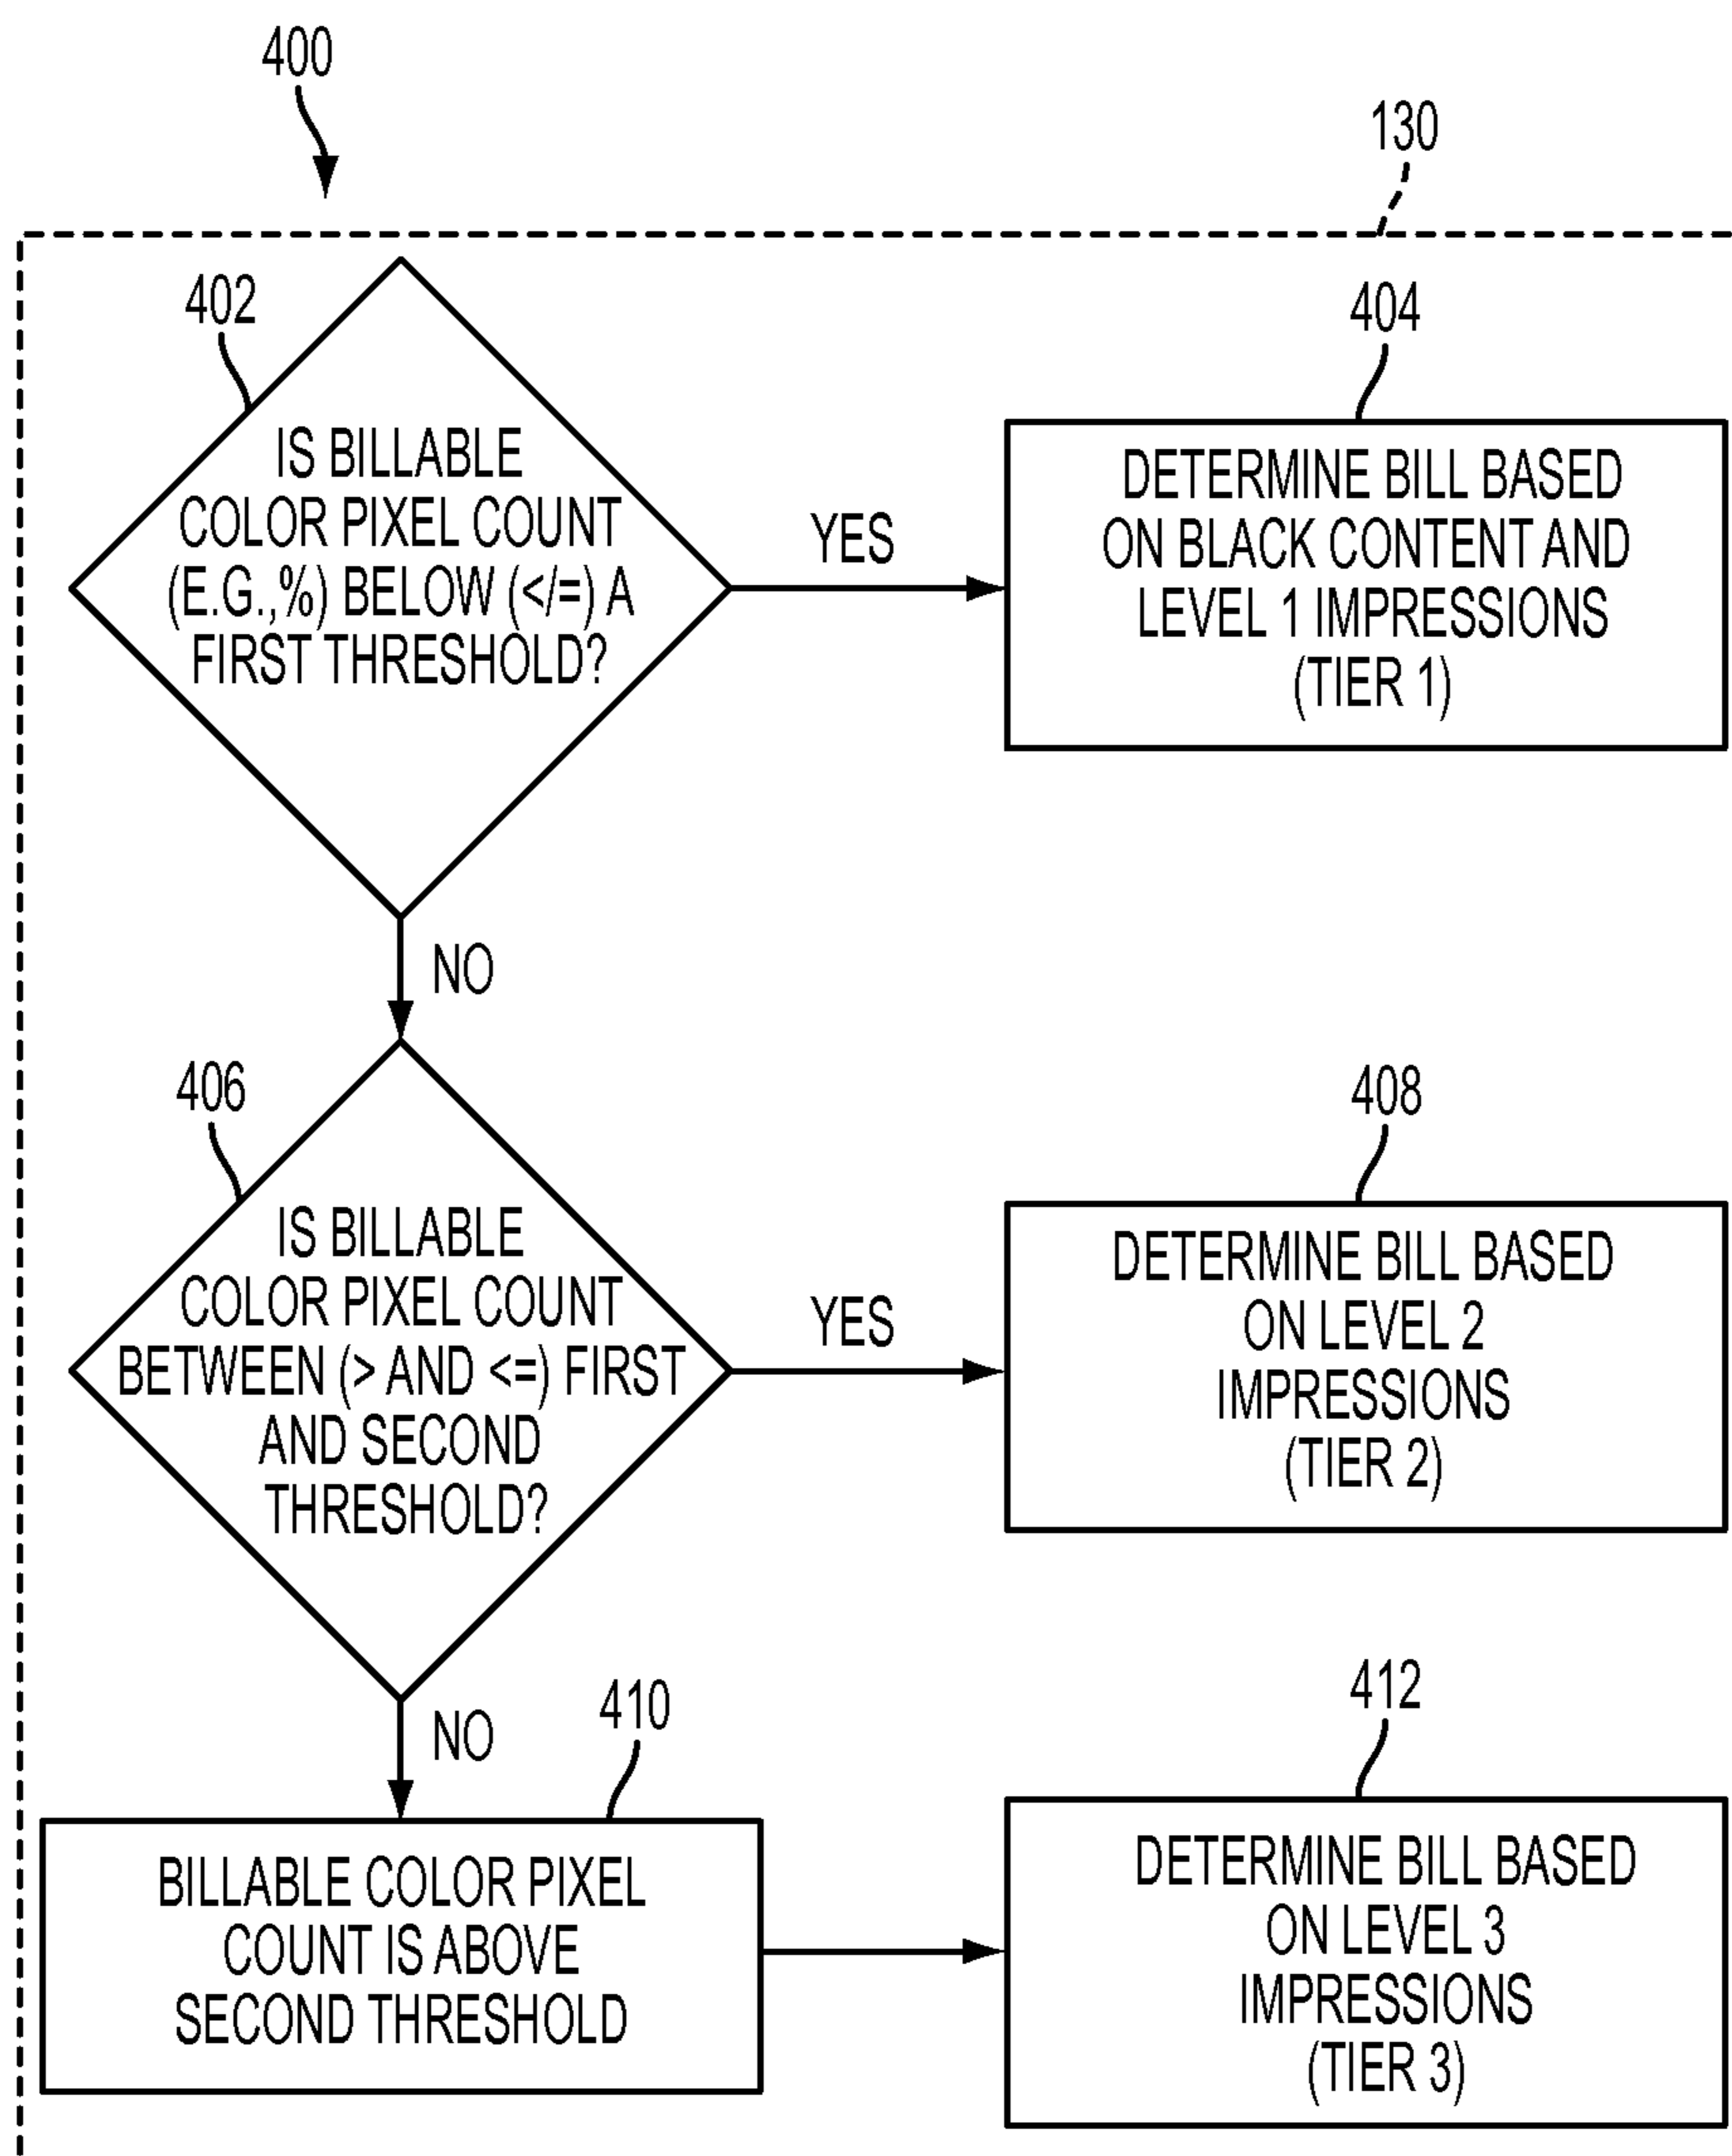 400
130
402
IS BILLABLE
COLOR PIXEL COUNT
(E.G.,%) BELOW (</=) A
FIRST THRESHOLD?
YES
404
DETERMINE BILL BASED
ON BLACK CONTENT AND
LEVEL 1 IMPRESSIONS
(TIER 1)
NO
406
IS BILLABLE
COLOR PIXEL COUNT
BETWEEN (> AND <=) FIRST
AND SECOND
THRESHOLD?
YES
408
DETERMINE BILL BASED
ON LEVEL 2
IMPRESSIONS
(TIER 2)
NO
410
BILLABLE COLOR PIXEL
COUNT IS ABOVE
SECOND THRESHOLD
412
DETERMINE BILL BASED
ON LEVEL 3
IMPRESSIONS
(TIER 3)